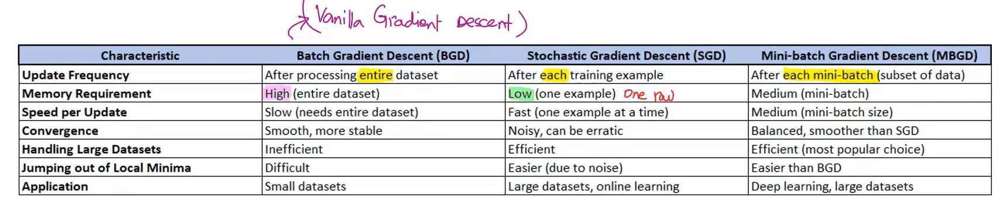 Vanilla Gradient Descent)
Characteristic Batch Gradient Descent (BGD) Stochastic Gradient Descent (SGD) Mini-batch Gradient Descent (MBGD)
Update Frequency After processing entire dataset After each training example After each mini-batch (subset of data)
Memory Requirement High (entire dataset) Low (one example) One row Medium (mini-batch)
Speed per Update Slow (needs entire dataset) Fast (one example at a time) Medium (mini-batch size)
Convergence Smooth, more stable Noisy, can be erratic Balanced, smoother than SGD
Handling Large Datasets Inefficient Efficient Efficient (most popular choice)
Jumping out of Local Minima Difficult Easier (due to noise) Easier than BGD
Application Small datasets Large datasets, online learning Deep learning, large datasets